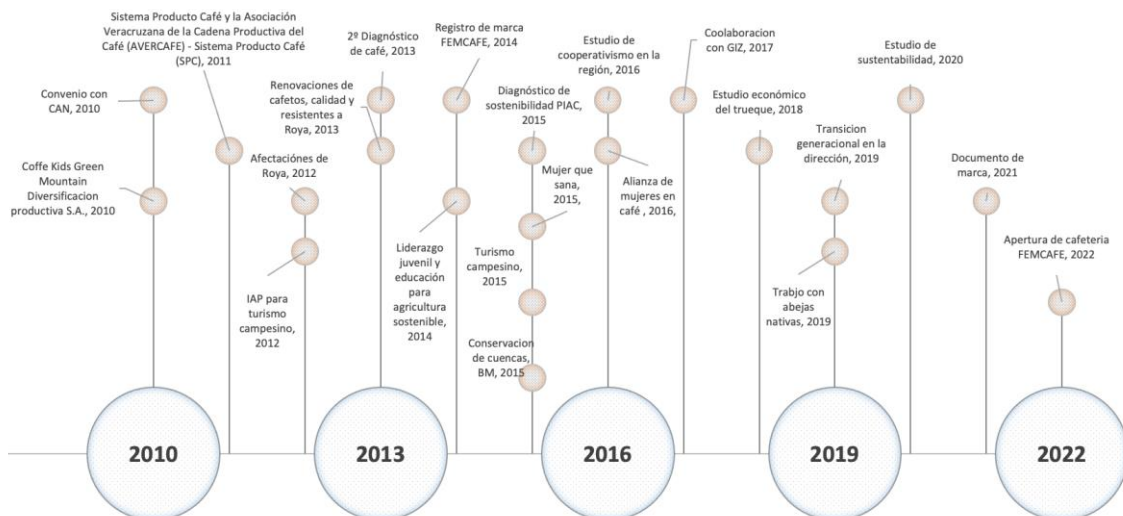 Sistema Producto Café y la Asociación
Veracruzana de la Cadena Productiva del
Café (AVERCAFE) - Sistema Producto Café
(SPC), 2011
Convenio con
CAN, 2010
Coffe Kids Green
Mountain
Diversificacion
productiva S.A., 2010
Afectaciónes de
Roya, 2012
IAP para
turismo
campesino,
2012
2º Diagnóstico
de café, 2013
Renovaciones de
cafetos, calidad y
resistentes a
Roya, 2013
Registro de marca
FEMCAFE, 2014
Liderazgo
juvenil y
educación
para
agricultura
sostenible,
2014
Diagnóstico de
sostenibilidad PIAC,
2015
Mujer que
sana,
2015,
Turismo
campesino,
2015
Conservacion
de cuencas,
BM, 2015
Estudio de
cooperativismo en la
región, 2016
Alianza de
mujeres en
café , 2016,
Coolaboracion
con GIZ, 2017
Estudio económico
del trueque, 2018
Transicion
generacional en la
dirección, 2019
Trabjo con
abejas
nativas, 2019
Estudio de
sustentabilidad, 2020
Documento de
marca, 2021
Apertura de cafeteria
FEMCAFE, 2022
2010
2013
2016
2019
2022